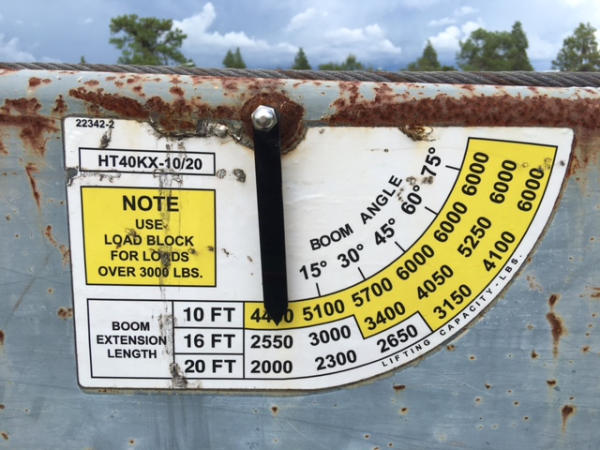 22342-2
HT40KX-10/20
NOTE
USE
LOAD BLOCK
FOR LOADS
OVER 3000 LBS.
BOOM ANGLE
15° 30° 45° 60° 75°
BOOM
EXTENSION
LENGTH
10 FT 5100 5700 6000 6000 6000
16 FT 2550 3000 3400 4050 5250 6000
20 FT 2000 2300 2650 3150 4100 6000
LIFTING CAPACITY - LBS.